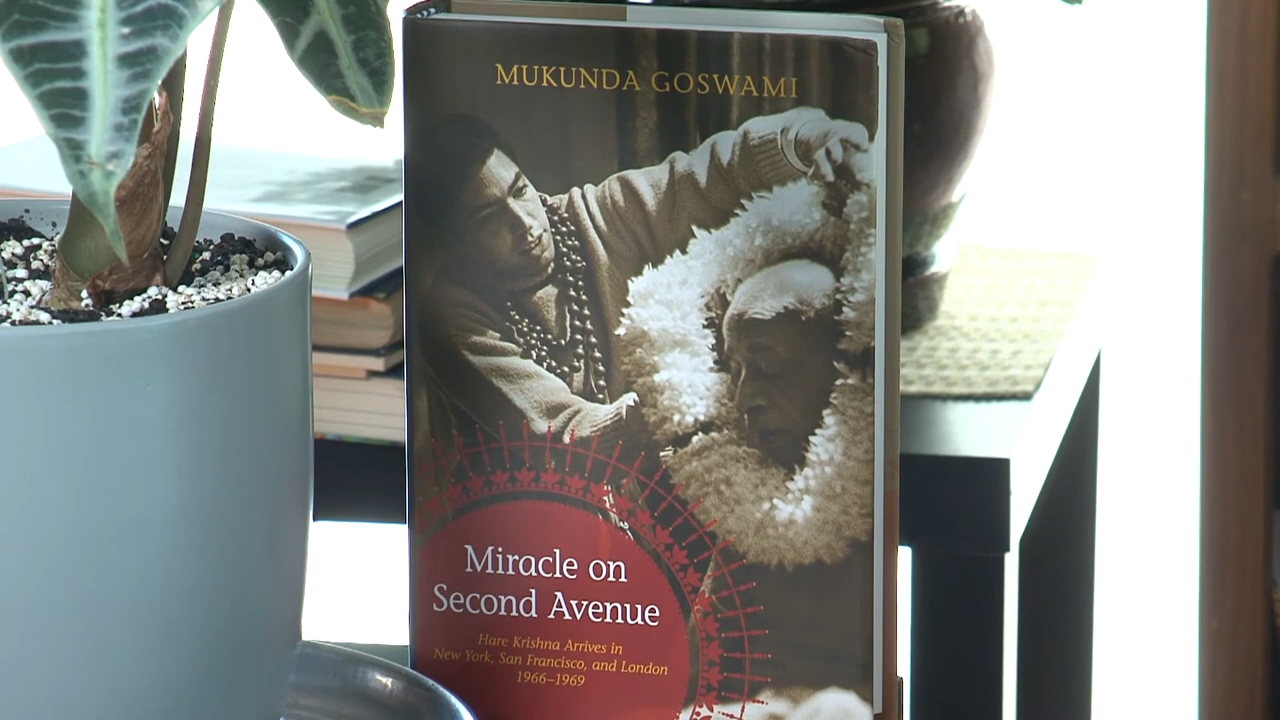 MUKUNDA GOSWAMI
Miracle on
Second Avenue
Hare Krishna Arrives in
New York, San Francisco, and London
1966–1969